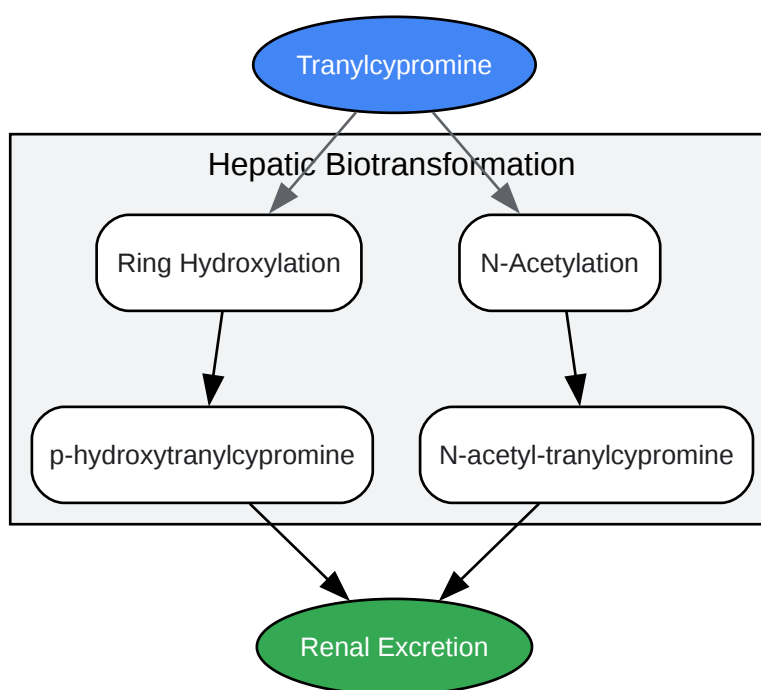 Tranylcypromine
Hepatic Biotransformation
Ring Hydroxylation
N-Acetylation
p-hydroxytranylcypromine
N-acetyl-tranylcypromine
Renal Excretion